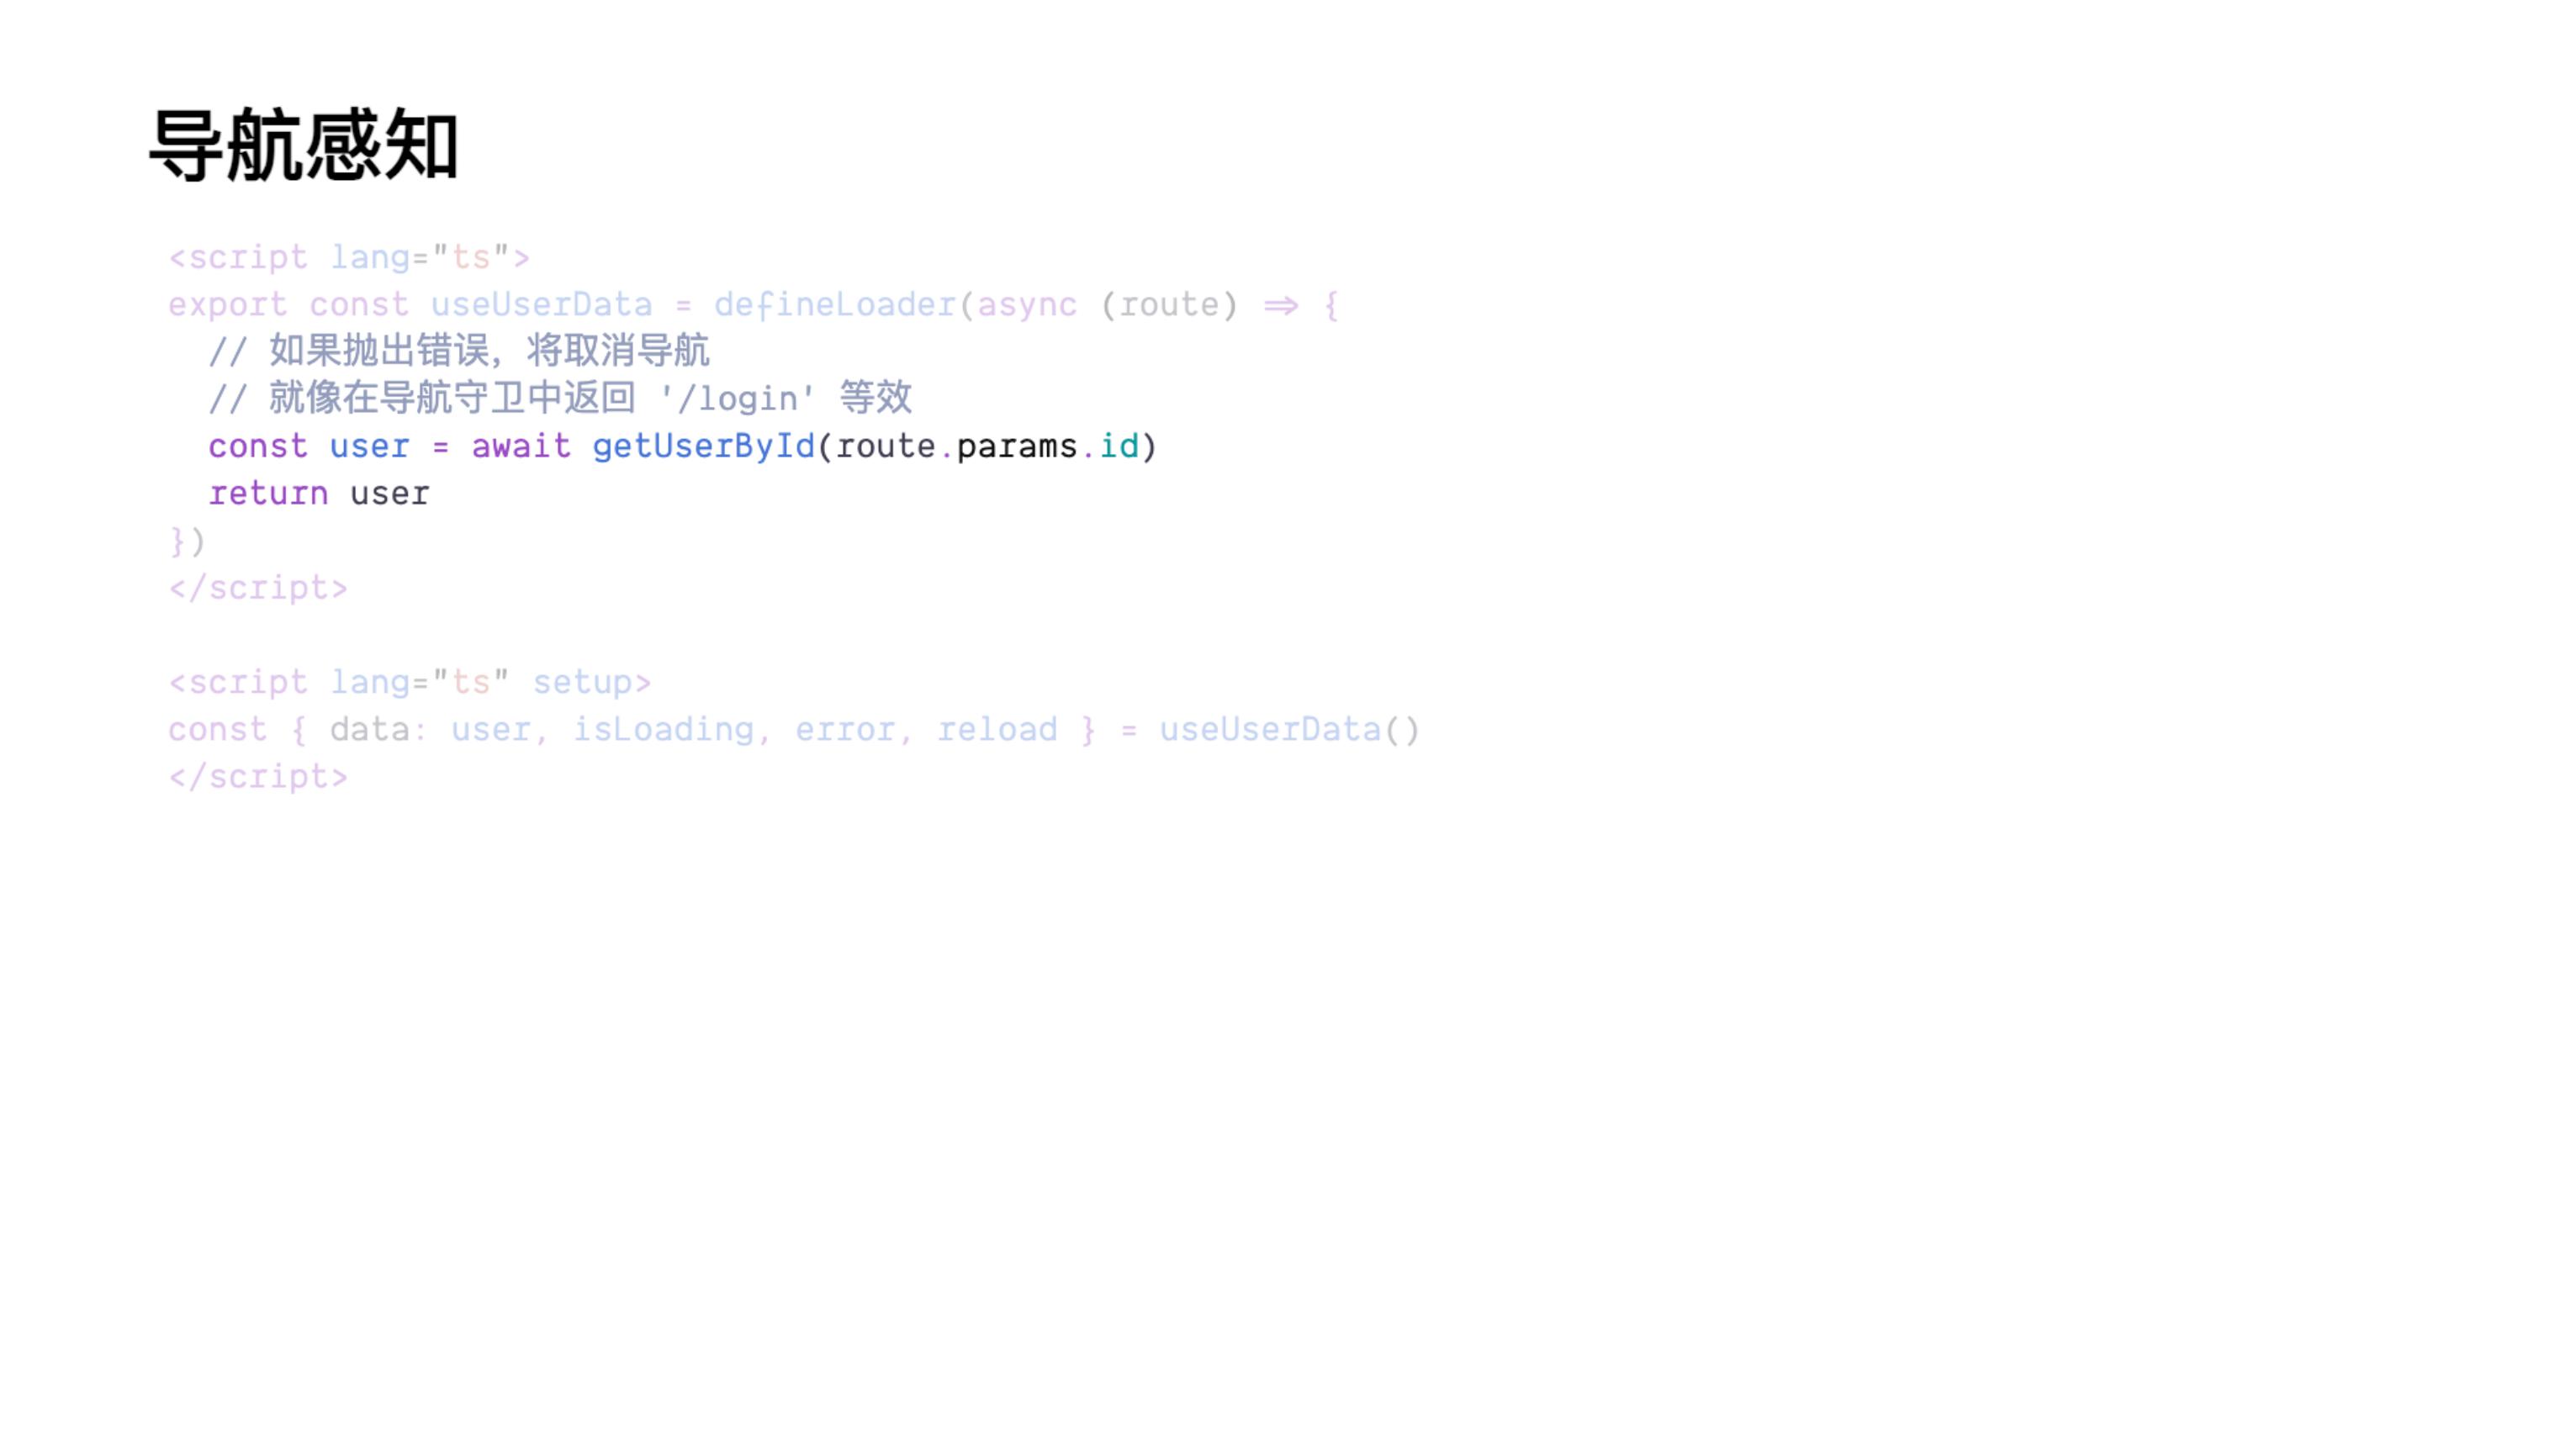 导航感知
<script lang="ts">
export const useUserData = defineLoader(async (route) => {
  // 如果抛出错误，将取消导航
  // 就像在导航守卫中返回 '/login' 等效
  const user = await getUserById(route.params.id)
  return user
})
</script>
<script lang="ts" setup>
const { data: user, isLoading, error, reload } = useUserData()
</script>